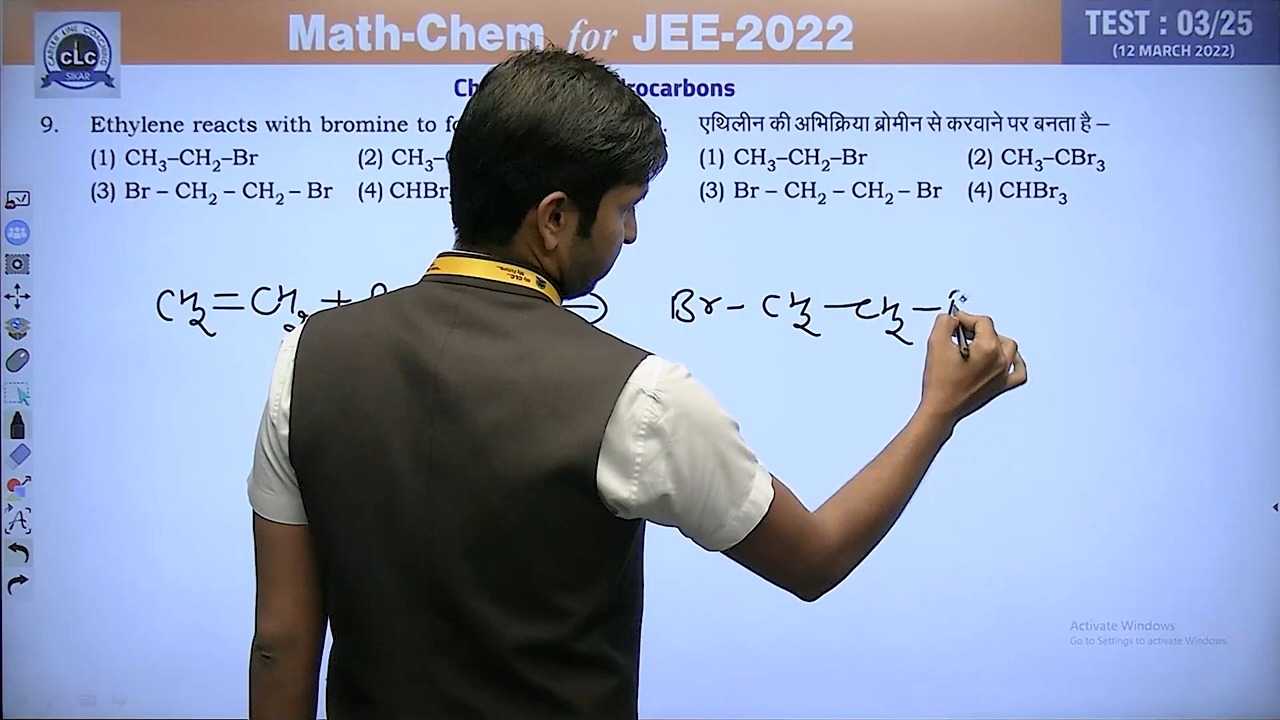 Math-Chem for JEE-2022
TEST : 03/25
(12 MARCH 2022)
CAREER LINE COACHING
CLC
SIKAR
9. Ethylene reacts with bromine to
(1) CH₃–CH₂–Br (2) CH₃–
(3) Br – CH₂ – CH₂ – Br (4) CHBr
एथिलीन की अभिक्रिया ब्रोमीन से करवाने पर बनता है –
(1) CH₃–CH₂–Br (2) CH₃–CBr₃
(3) Br – CH₂ – CH₂ – Br (4) CHBr₃
CH₂=CH₂ + → Br - CH₂ — CH₂ —
Activate Windows
Go to Settings to activate Windows.